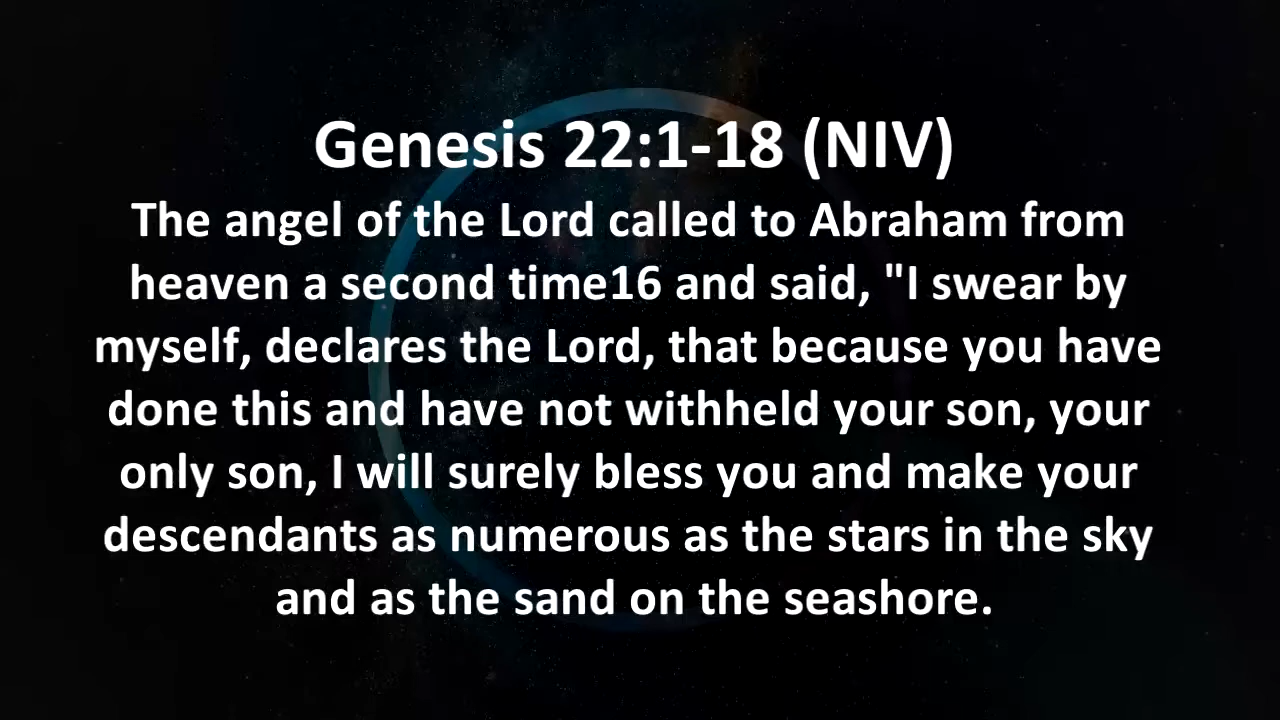 Genesis 22:1-18 (NIV)
The angel of the Lord called to Abraham from
heaven a second time16 and said, "I swear by
myself, declares the Lord, that because you have
done this and have not withheld your son, your
only son, I will surely bless you and make your
descendants as numerous as the stars in the sky
and as the sand on the seashore.